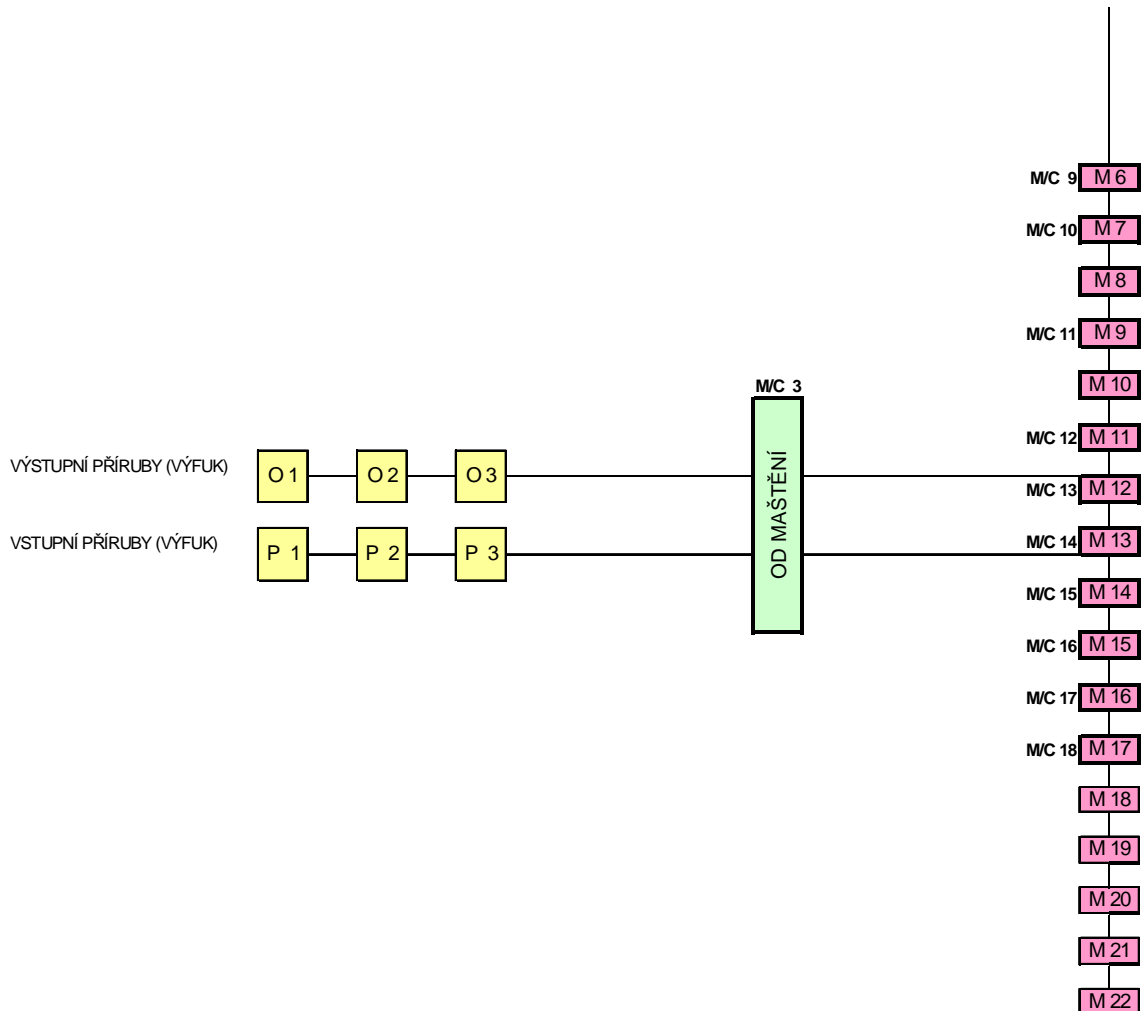 M/C 9 M 6
M/C 10 M 7
M 8
M/C 11 M 9
M/C 3 M 10
M/C 12 M 11
VÝSTUPNÍ PŘÍRUBY (VÝFUK) O 1 O 2 O 3
M/C 13 M 12
OD MAŠTĚNÍ
VSTUPNÍ PŘÍRUBY (VÝFUK) P 1 P 2 P 3
M/C 14 M 13
M/C 15 M 14
M/C 16 M 15
M/C 17 M 16
M/C 18 M 17
M 18
M 19
M 20
M 21
M 22